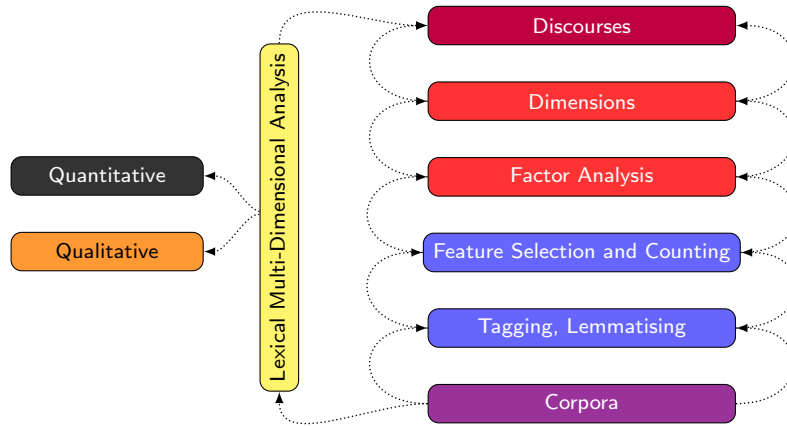 Quantitative
Qualitative
Lexical Multi-Dimensional Analysis
Discourses
Dimensions
Factor Analysis
Feature Selection and Counting
Tagging, Lemmatising
Corpora